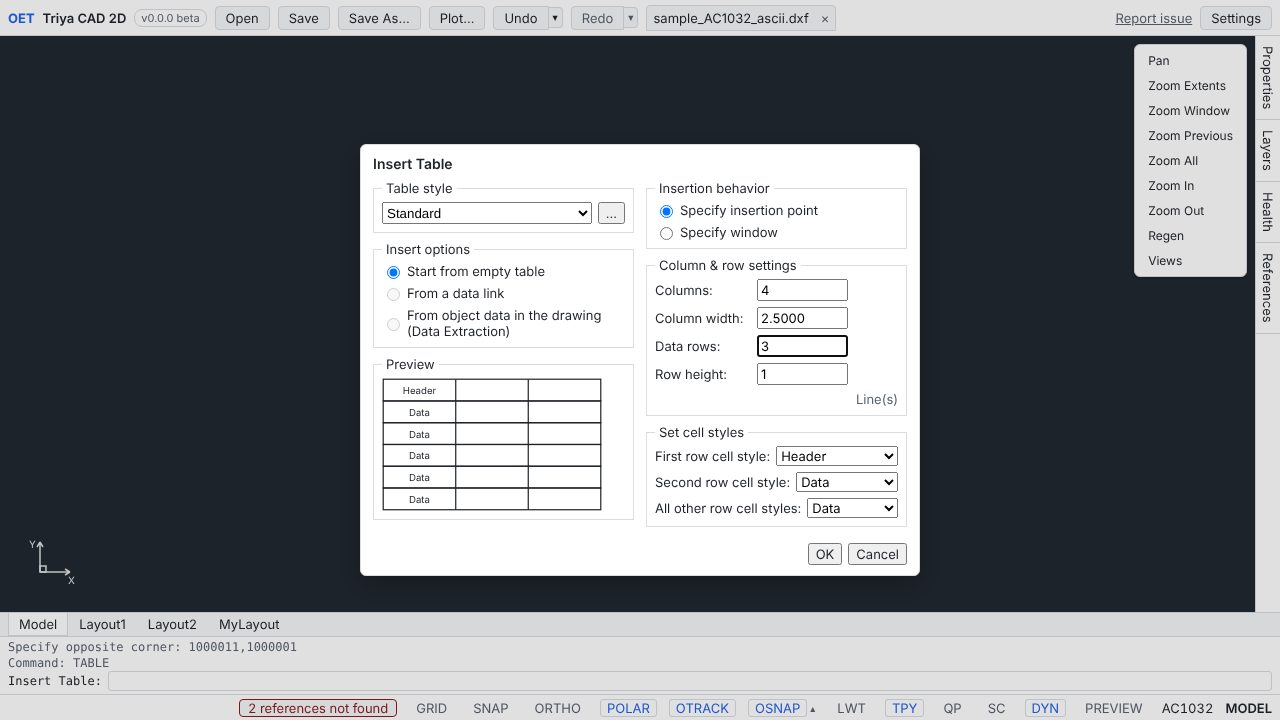 OET Triya CAD 2D v0.0.0 beta Open Save Save As... Plot... Undo ▾ Redo ▾ sample_AC1032_ascii.dxf × Report issue Settings
Pan
Zoom Extents
Zoom Window
Zoom Previous
Zoom All
Zoom In
Zoom Out
Regen
Views
Properties
Layers
Health
References
Insert Table
Table style
Standard ...
Insert options
Start from empty table
From a data link
From object data in the drawing
(Data Extraction)
Preview
Header
Data
Data
Data
Data
Data
Insertion behavior
Specify insertion point
Specify window
Column & row settings
Columns: 4
Column width: 2.5000
Data rows: 3
Row height: 1
Line(s)
Set cell styles
First row cell style: Header
Second row cell style: Data
All other row cell styles: Data
OK Cancel
Y
X
Model Layout1 Layout2 MyLayout
Specify opposite corner: 1000011,1000001
Command: TABLE
Insert Table:
2 references not found GRID SNAP ORTHO POLAR OTRACK OSNAP ▴ LWT TPY QP SC DYN PREVIEW AC1032 MODEL